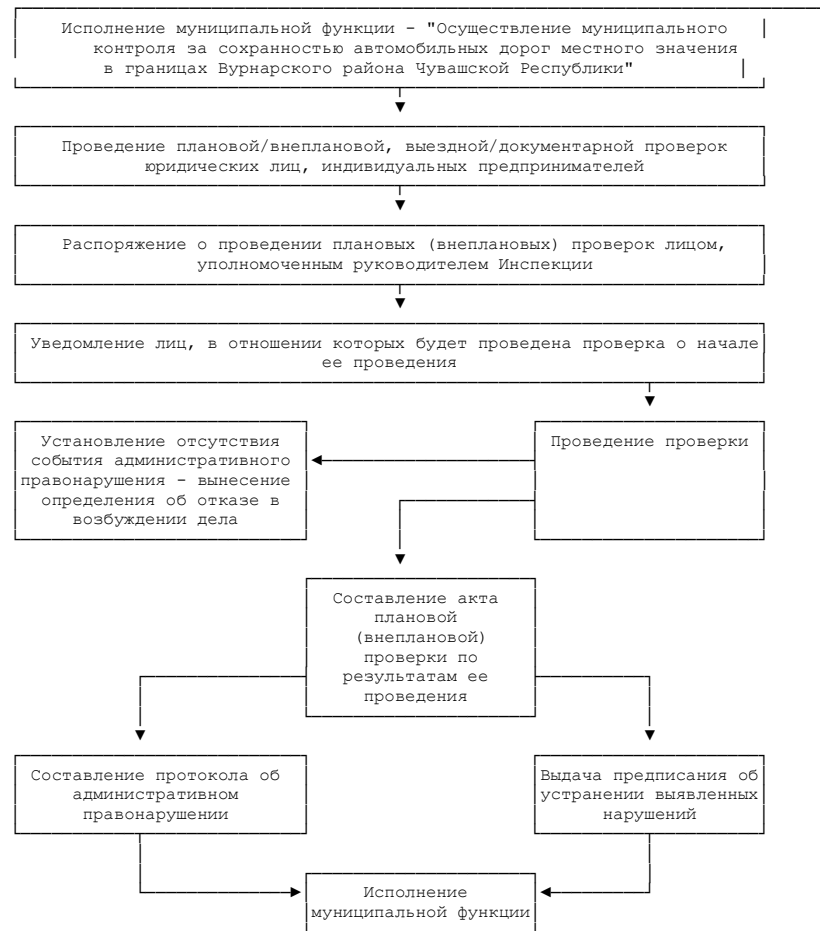 Исполнение муниципальной функции - "Осуществление муниципального
контроля за сохранностью автомобильных дорог местного значения
в границах Вурнарского района Чувашской Республики"
Проведение плановой/внеплановой, выездной/документарной проверок
юридических лиц, индивидуальных предпринимателей
Распоряжение о проведении плановых (внеплановых) проверок лицом,
уполномоченным руководителем Инспекции
Уведомление лиц, в отношении которых будет проведена проверка о начале
ее проведения
Установление отсутствия
события административного
правонарушения - вынесение
определения об отказе в
возбуждении дела
Проведение проверки
Составление акта
плановой
(внеплановой)
проверки по
результатам ее
проведения
Составление протокола об
административном
правонарушении
Выдача предписания об
устранении выявленных
нарушений
Исполнение
муниципальной функции